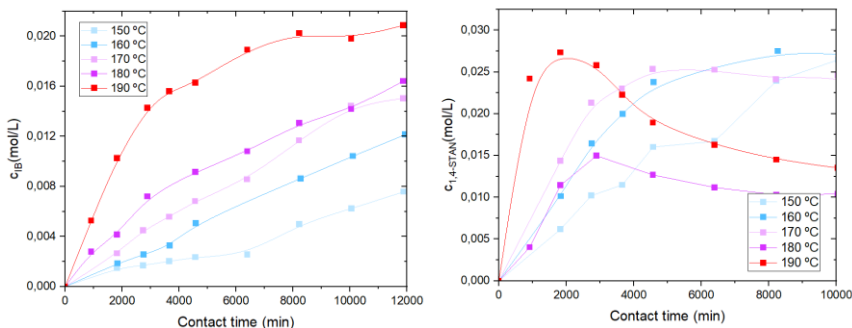 0,020
0,016
0,012
0,008
0,004
0,000
c_IB(mol/L)
150 ºC
160 ºC
170 ºC
180 ºC
190 ºC
0 2000 4000 6000 8000 10000 12000
Contact time (min)
0,030
0,025
0,020
0,015
0,010
0,005
0,000
c_1,4-STAN(mol/L)
150 ºC
160 ºC
170 ºC
180 ºC
190 ºC
0 2000 4000 6000 8000 10000
Contact time (min)